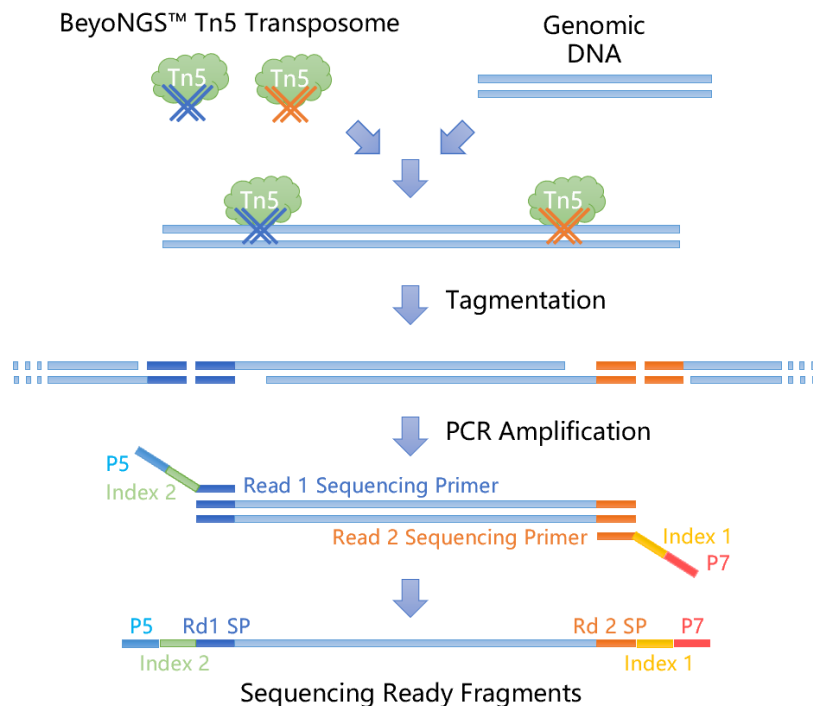 BeyoNGS™ Tn5 Transposome
Genomic
DNA
Tn5
Tn5
Tn5
Tn5
Tagmentation
PCR Amplification
P5
Index 2
Read 1 Sequencing Primer
Read 2 Sequencing Primer
Index 1
P7
P5
Rd1 SP
Rd 2 SP
P7
Index 2
Index 1
Sequencing Ready Fragments